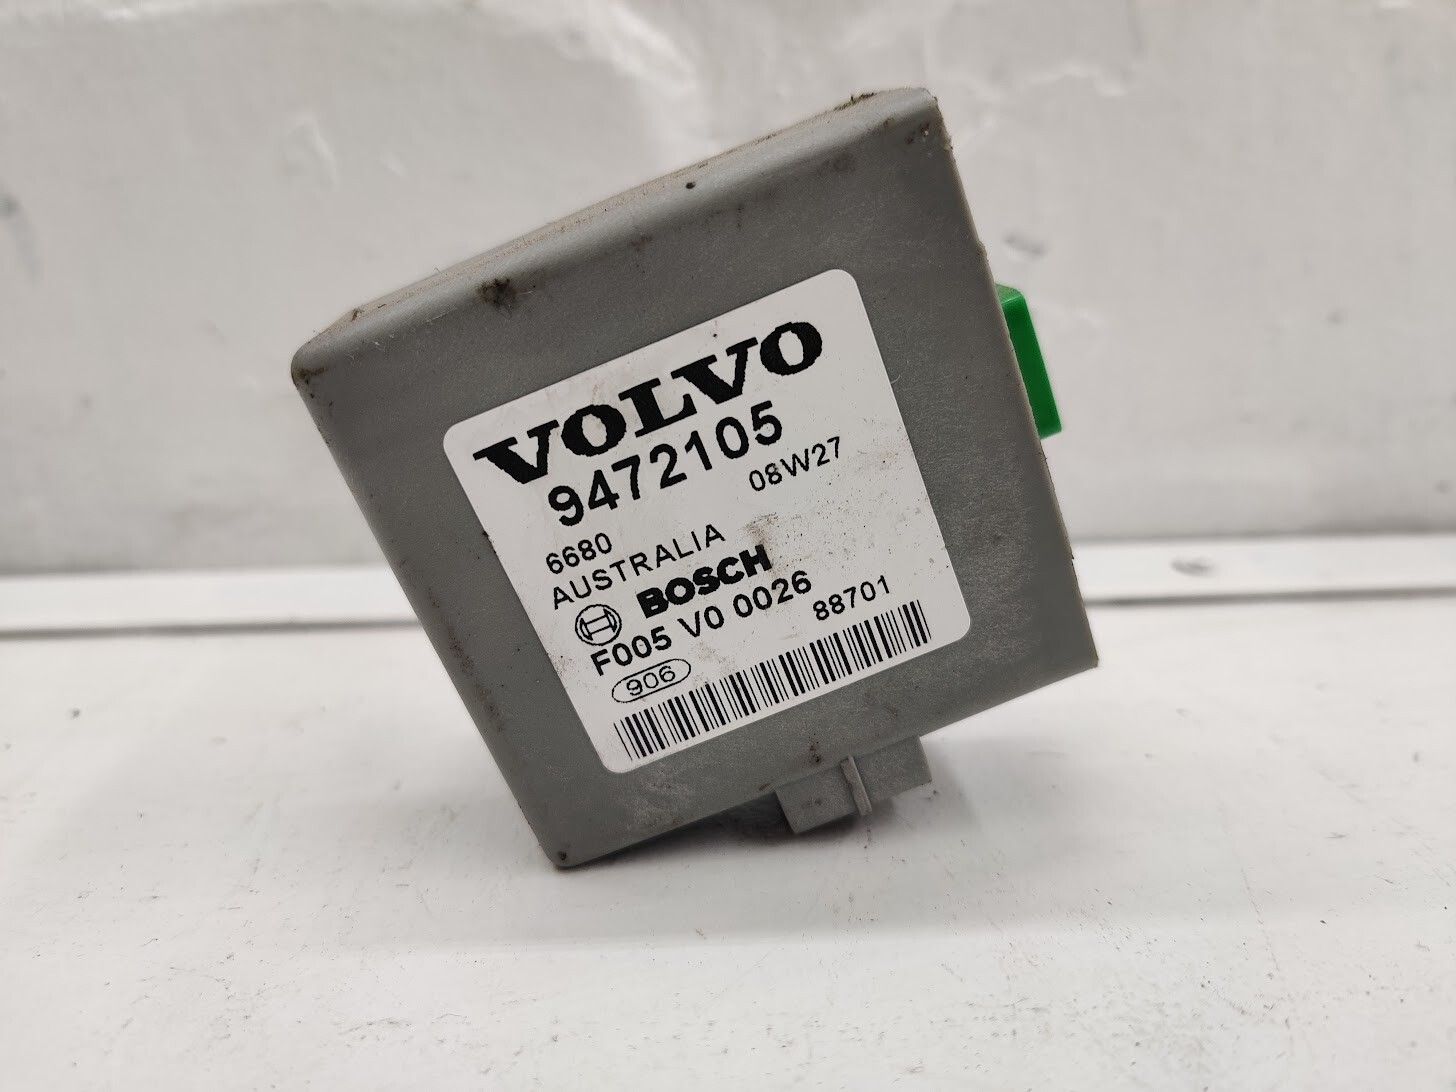 VOLVO
9472105
08W27
6680
AUSTRALIA
BOSCH
F005 V0 0026
906
88701